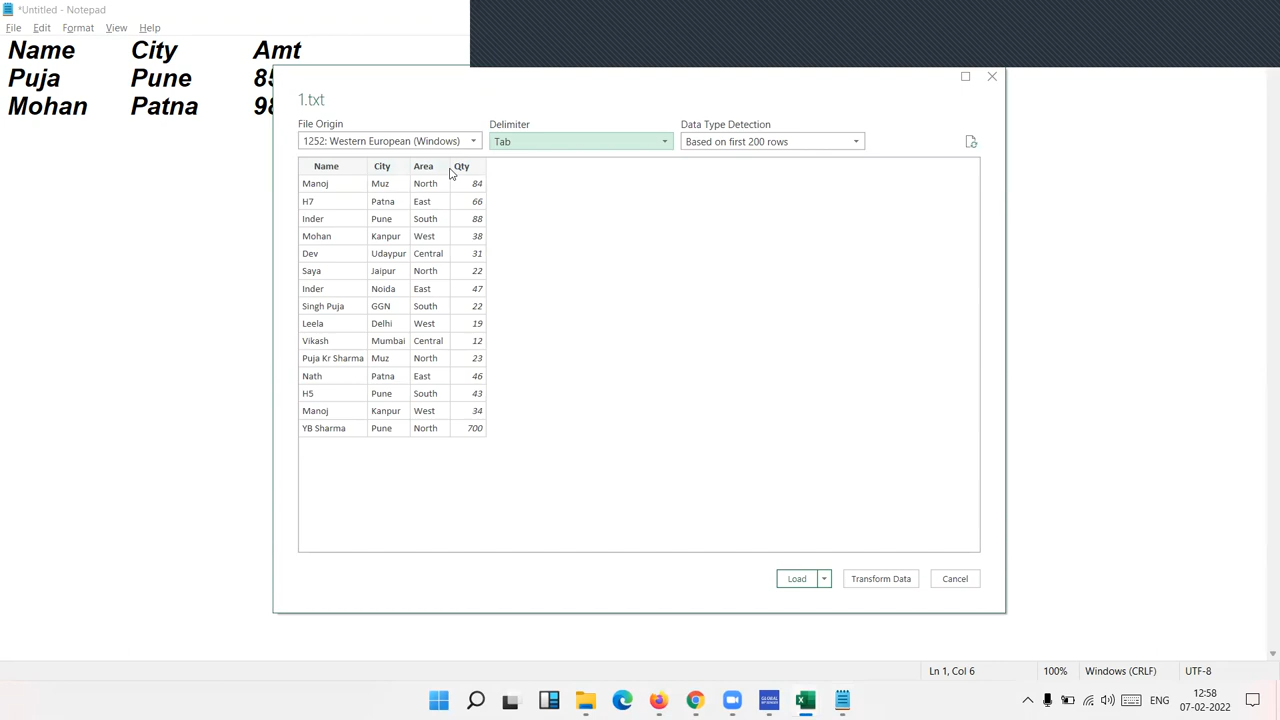 *Untitled - Notepad
File Edit Format View Help
Name City Amt
Puja Pune 85
Mohan Patna 98
1.txt
File Origin Delimiter Data Type Detection
1252: Western European (Windows) Tab Based on first 200 rows
Name City Area Qty
Manoj Muz North 84
H7 Patna East 66
Inder Pune South 88
Mohan Kanpur West 38
Dev Udaypur Central 31
Saya Jaipur North 22
Inder Noida East 47
Singh Puja GGN South 22
Leela Delhi West 19
Vikash Mumbai Central 12
Puja Kr Sharma Muz North 23
Nath Patna East 46
H5 Pune South 43
Manoj Kanpur West 34
YB Sharma Pune North 700
Load Transform Data Cancel
Ln 1, Col 6 100% Windows (CRLF) UTF-8
ENG 12:58
07-02-2022